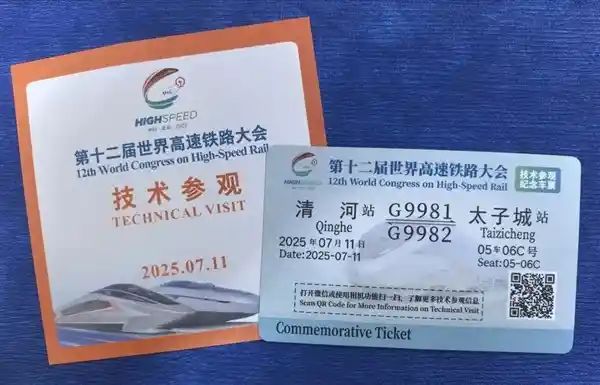 HIGHSPEED
中国·北京·2025
第十二届世界高速铁路大会
12th World Congress on High-Speed Rail
技术参观
TECHNICAL VISIT
2025.07.11
HIGHSPEED
第十二届世界高速铁路大会
12th World Congress on High-Speed Rail
技术参观
纪念车票
清河站
Qinghe
G9981
G9982
太子城站
Taizicheng
2025年07月11日
Date:2025-07-11
05车06C号
Seat:05-06C
打开微信或使用相机功能扫一扫，了解更多技术参观信息
Scan QR Code for More Information on Technical Visit
Commemorative Ticket